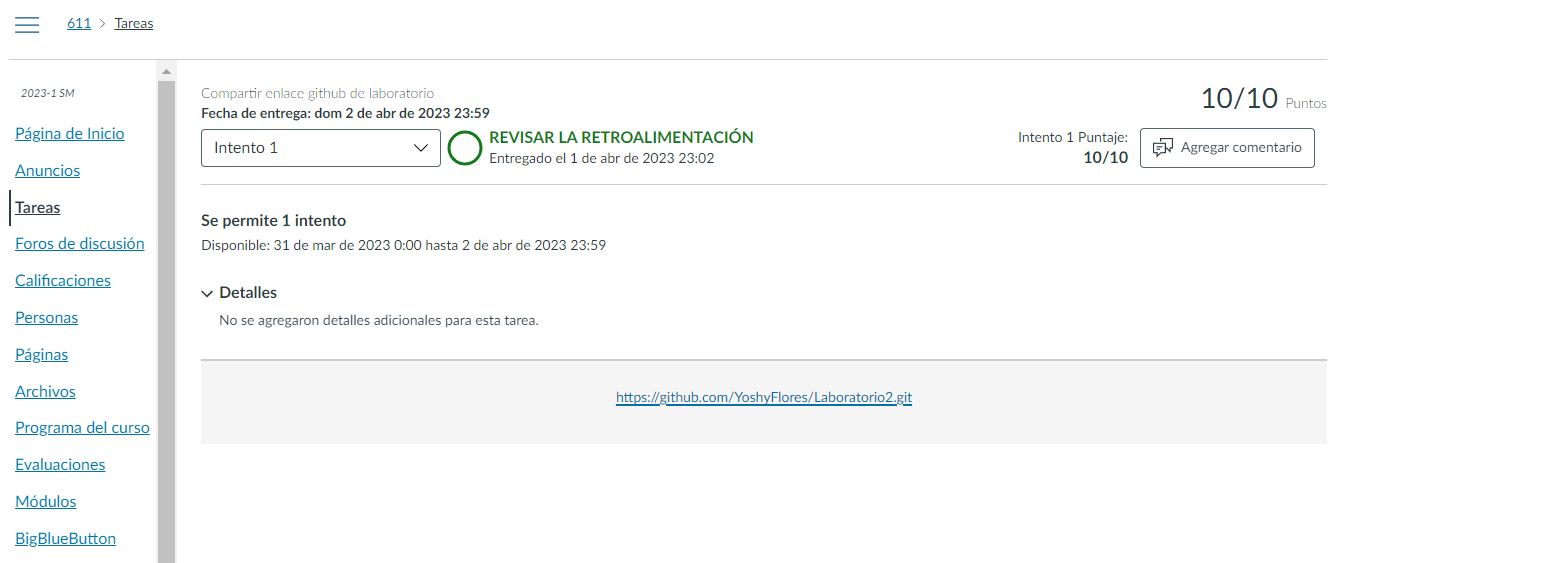 611 > Tareas
2023-1 SM
Página de Inicio
Anuncios
Tareas
Foros de discusión
Calificaciones
Personas
Páginas
Archivos
Programa del curso
Evaluaciones
Módulos
BigBlueButton
Compartir enlace github de laboratorio
Fecha de entrega: dom 2 de abr de 2023 23:59
10/10 Puntos
Intento 1
REVISAR LA RETROALIMENTACIÓN
Entregado el 1 de abr de 2023 23:02
Intento 1 Puntaje:
10/10
Agregar comentario
Se permite 1 intento
Disponible: 31 de mar de 2023 0:00 hasta 2 de abr de 2023 23:59
Detalles
No se agregaron detalles adicionales para esta tarea.
https://github.com/YoshyFlores/Laboratorio2.git